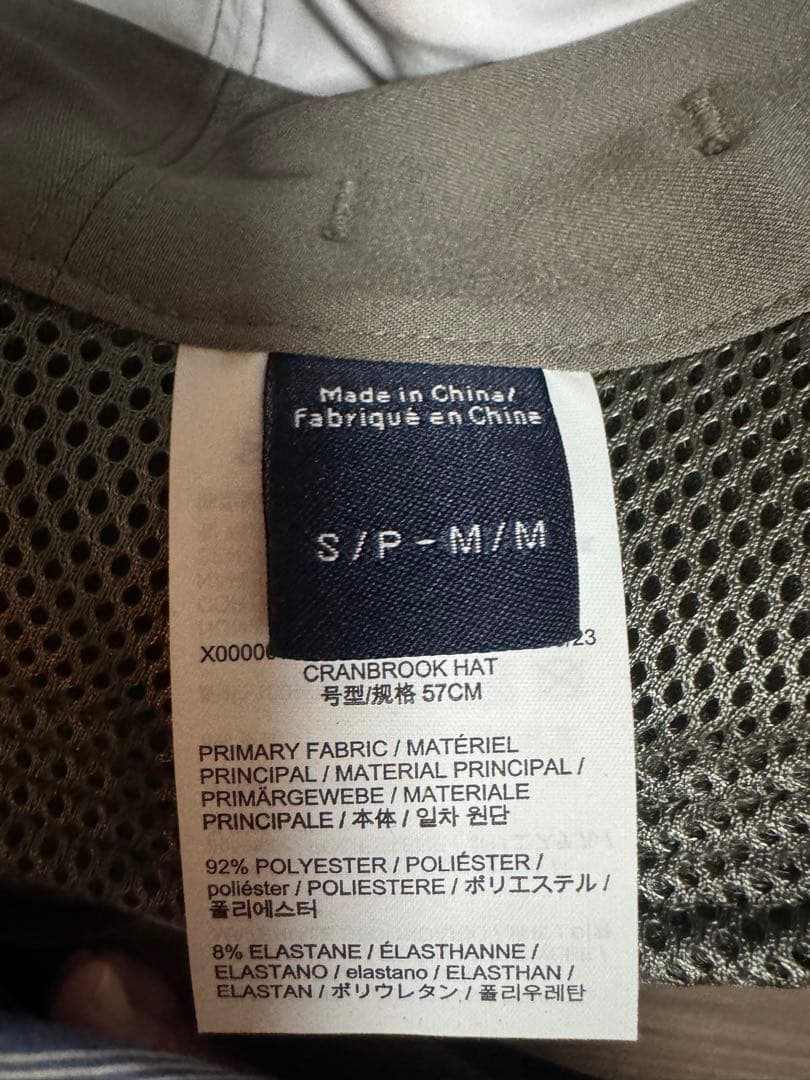 Made in China/
Fabriqué en Chine
S/P-M/M
23
CRANBROOK HAT
号型/规格 57CM
PRIMARY FABRIC / MATÉRIEL
PRINCIPAL / MATERIAL PRINCIPAL /
PRIMÄRGEWEBE / MATERIALE
PRINCIPALE / 本体 / 일차 원단
92% POLYESTER / POLIÉSTER /
poliéster / POLIESTERE / ポリエステル /
폴리에스터
8% ELASTANE / ÉLASTHANNE /
ELASTANO / elastano / ELASTHAN /
ELASTAN / ポリウレタン / 폴리우레탄